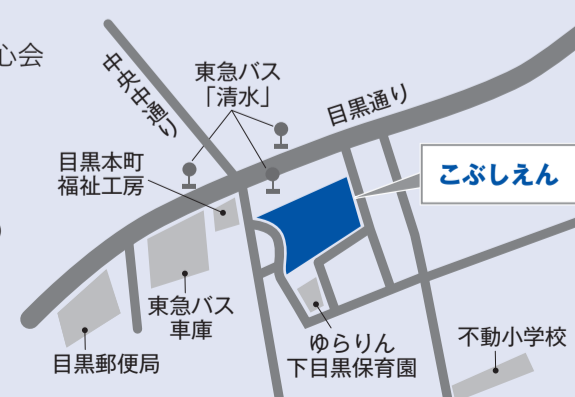 心会
中央中通り
東急バス
「清水」
目黒通り
目黒本町
福祉工房
こぶしえん
東急バス
車庫
目黒郵便局
ゆらりん
下目黒保育園
不動小学校